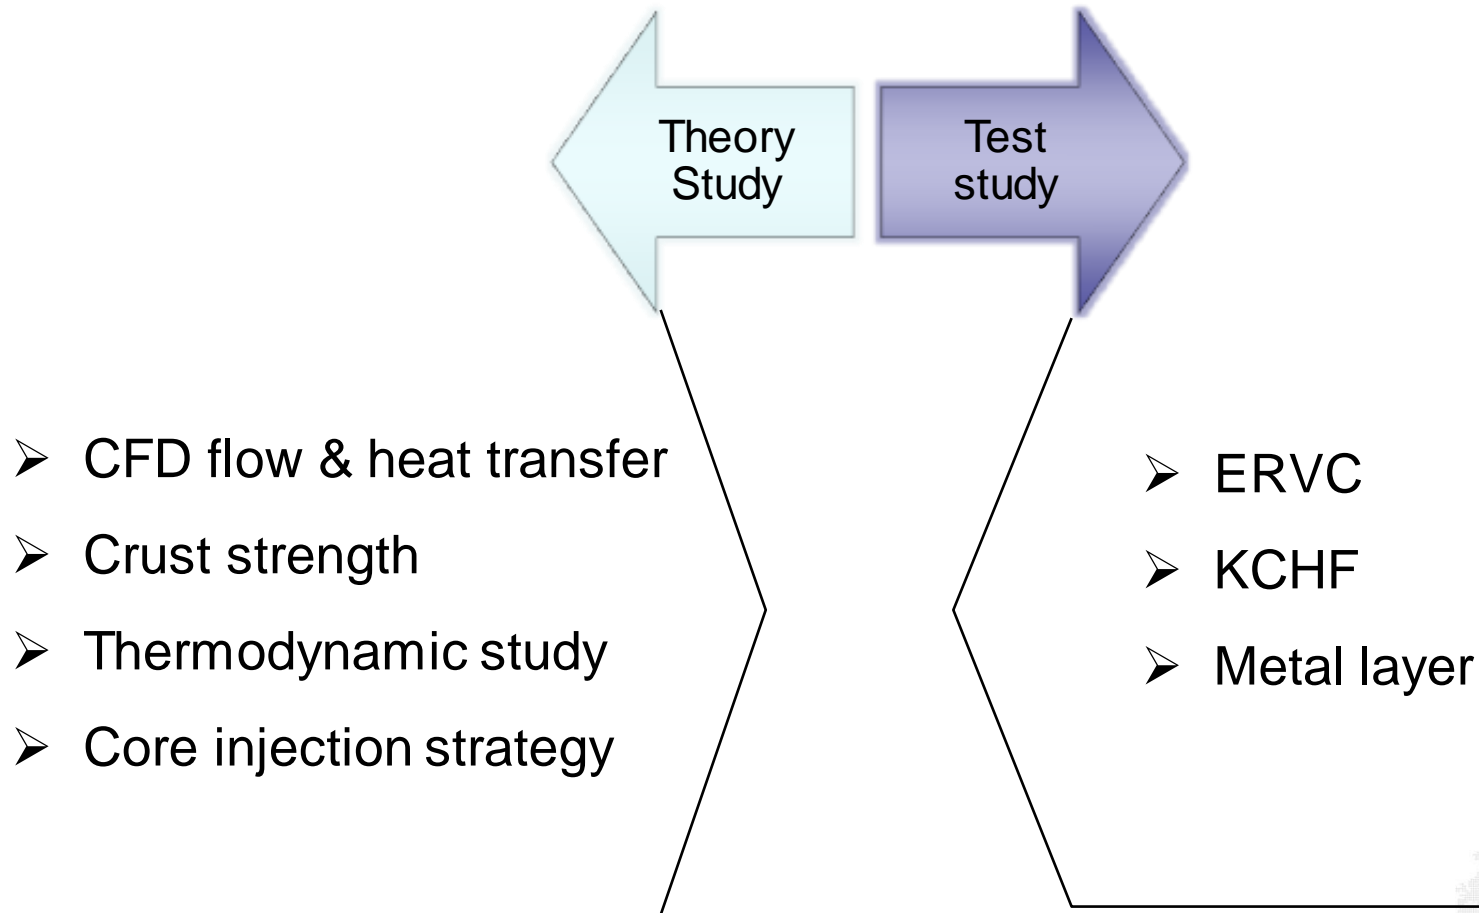 Theory
Study
Test
study
➢ CFD flow & heat transfer
➢ Crust strength
➢ Thermodynamic study
➢ Core injection strategy
➢ ERVC
➢ KCHF
➢ Metal layer